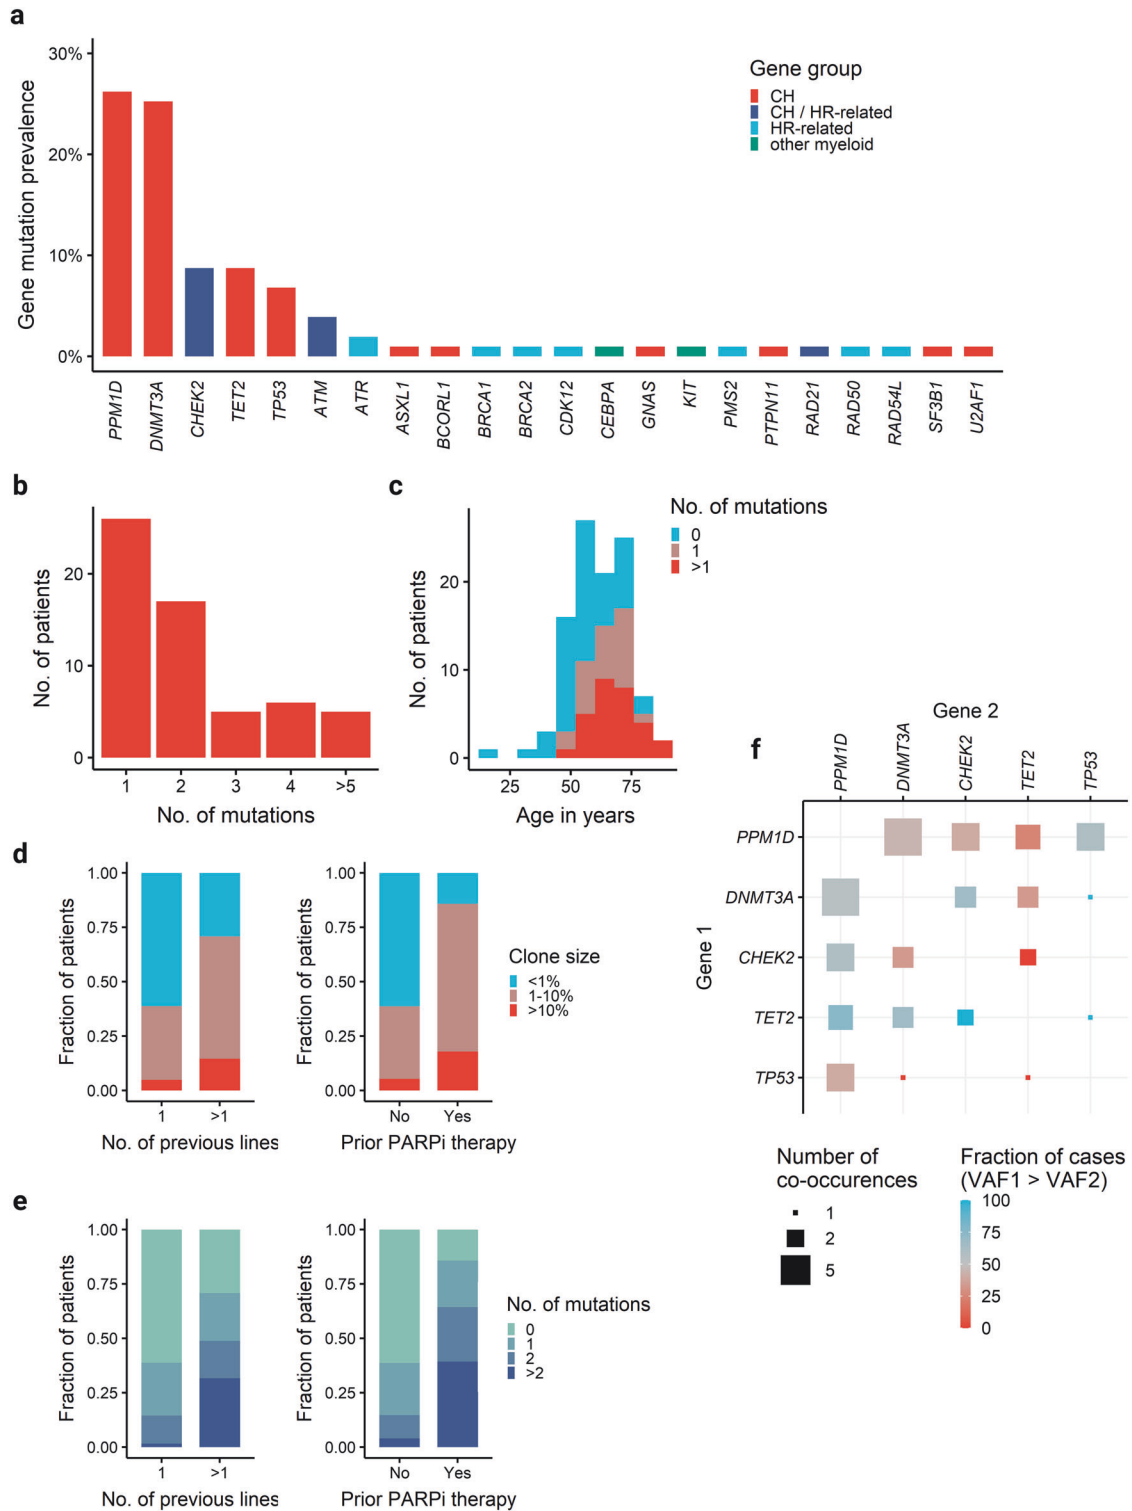 a
Gene mutation prevalence
30%
20%
10%
0%
Gene group
CH
CH / HR-related
HR-related
other myeloid
PPM1D
DNMT3A
CHEK2
TET2
TP53
ATM
ATR
ASXL1
BCORL1
BRCA1
BRCA2
CDK12
CEBPA
GNAS
KIT
PMS2
PTPN11
RAD21
RAD50
RAD54L
SF3B1
U2AF1
b
No. of patients
20
10
0
1 2 3 4 >5
No. of mutations
c
No. of patients
20
10
0
25 50 75
Age in years
No. of mutations
0
1
>1
d
Fraction of patients
1.00
0.75
0.50
0.25
0.00
1 >1
No. of previous lines
Fraction of patients
1.00
0.75
0.50
0.25
0.00
No Yes
Prior PARPi therapy
Clone size
<1%
1-10%
>10%
e
Fraction of patients
1.00
0.75
0.50
0.25
0.00
1 >1
No. of previous lines
Fraction of patients
1.00
0.75
0.50
0.25
0.00
No Yes
Prior PARPi therapy
No. of mutations
0
1
2
>2
f
Gene 2
PPM1D
DNMT3A
CHEK2
TET2
TP53
Gene 1
PPM1D
DNMT3A
CHEK2
TET2
TP53
Number of
co-occurences
1
2
5
Fraction of cases
(VAF1 > VAF2)
100
75
50
25
0